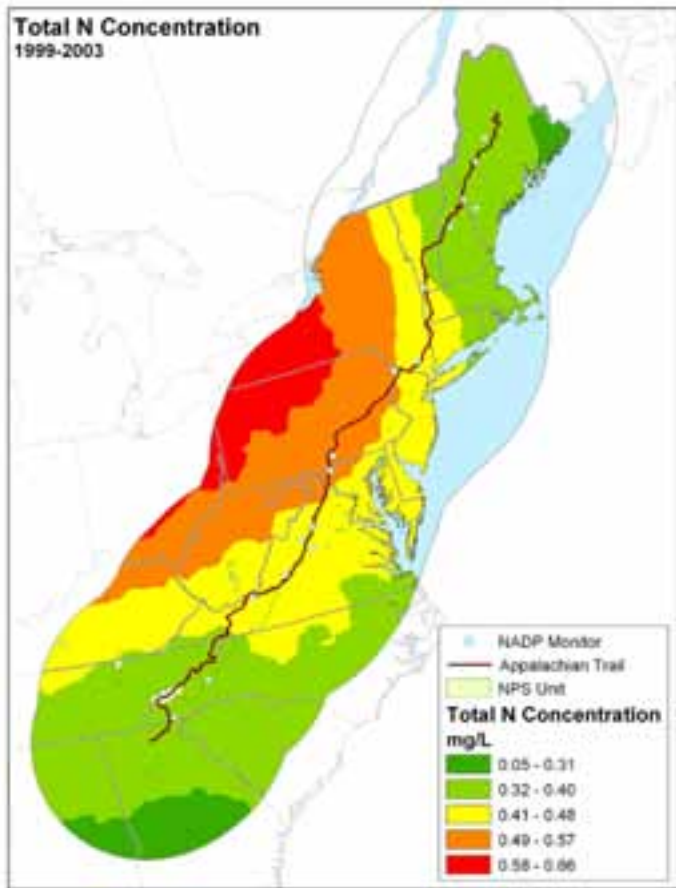 Total N Concentration
1999-2003
NADP Monitor
Appalachian Trail
NPS Unit
Total N Concentration
mg/L
0.05 - 0.31
0.32 - 0.40
0.41 - 0.48
0.49 - 0.57
0.58 - 0.66